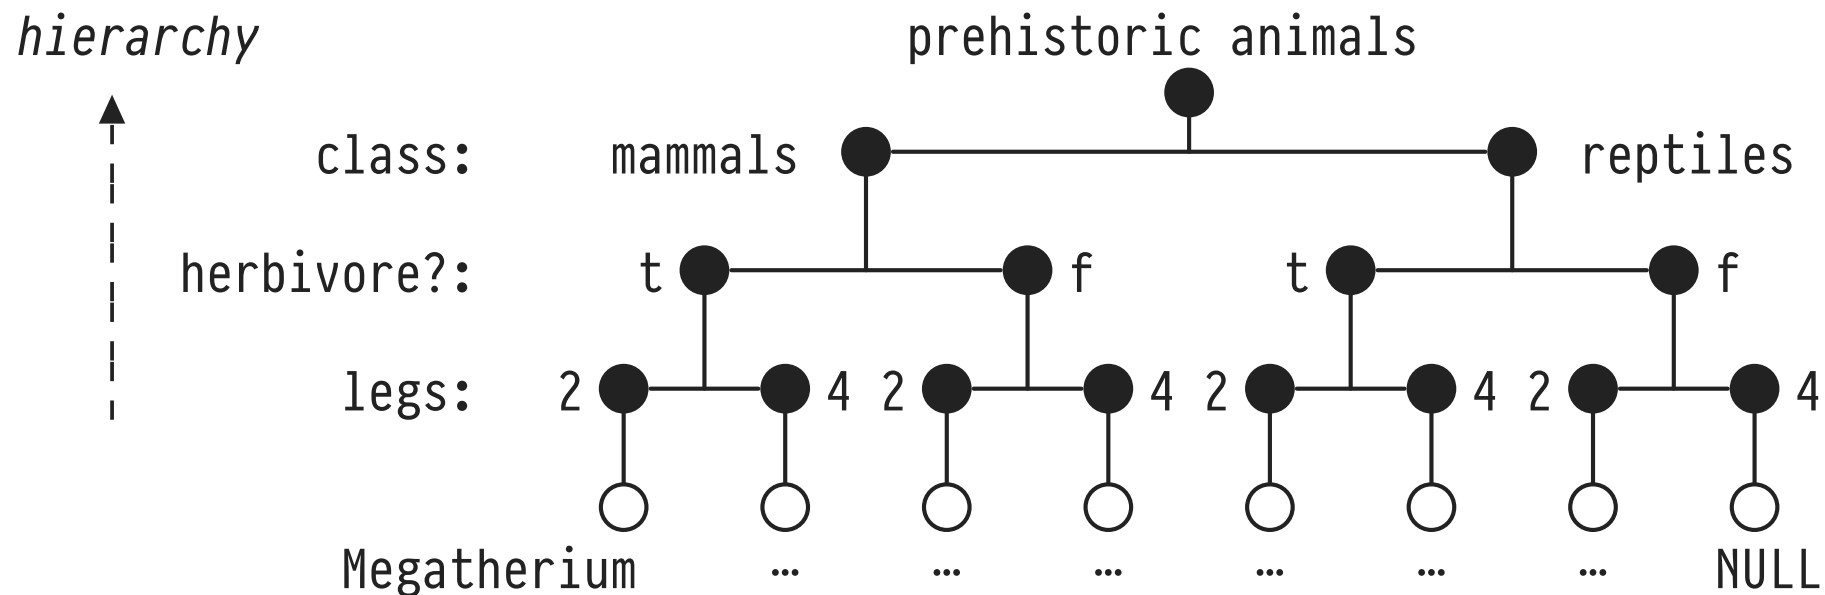 hierarchy prehistoric animals
class: mammals reptiles
herbivore?: t f t f
legs: 2 4 2 4 2 4 2 4
Megatherium … … … … … … NULL